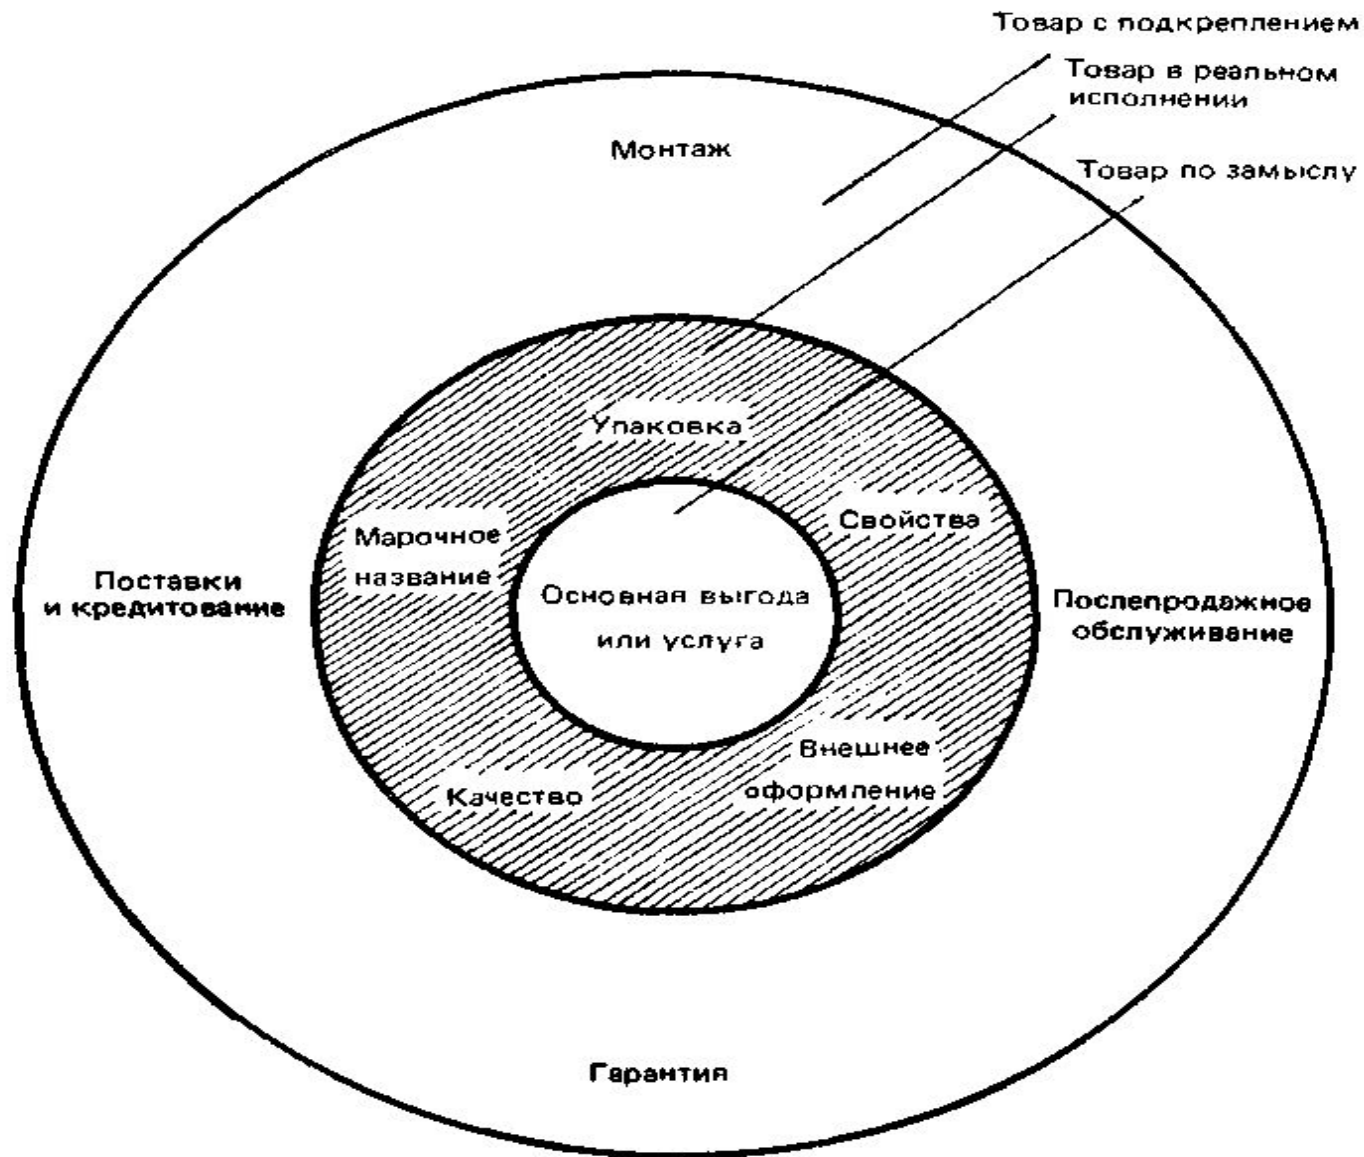 Товар с подкреплением
Товар в реальном
исполнении
Монтаж
Товар по замыслу
Упаковка
Свойства
Марочное
название
Поставки
и кредитование
Основная выгода
или услуга
Послепродажное
обслуживание
Внешнее
оформление
Качество
Гарантия